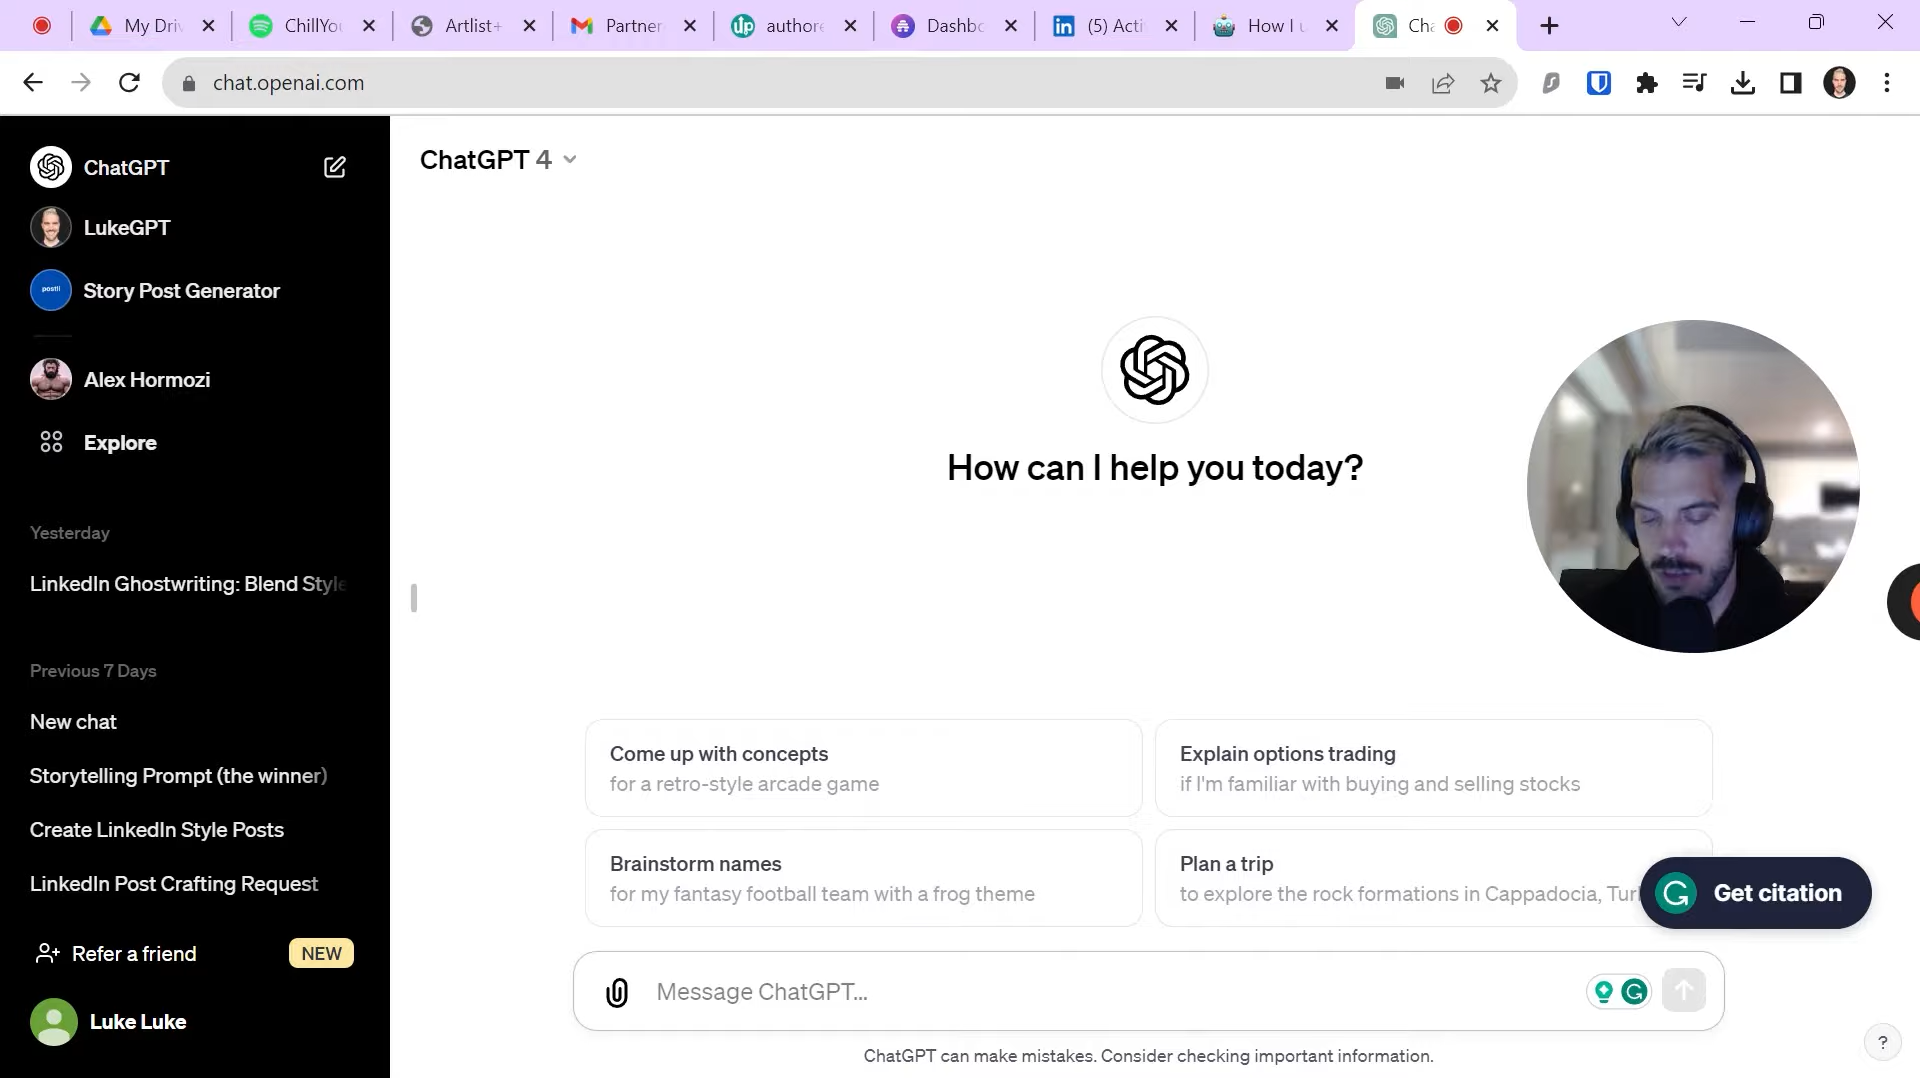 My Driv
ChillYo
Artlist+
Partner
up
author
Dashbo
in
(5) Acti
How I u
Cha
chat.openai.com
ChatGPT
LukeGPT
postli
Story Post Generator
Alex Hormozi
Explore
Yesterday
LinkedIn Ghostwriting: Blend Style
Previous 7 Days
New chat
Storytelling Prompt (the winner)
Create LinkedIn Style Posts
LinkedIn Post Crafting Request
Refer a friend
NEW
Luke Luke
ChatGPT 4
How can I help you today?
Come up with concepts
for a retro-style arcade game
Explain options trading
if I'm familiar with buying and selling stocks
Brainstorm names
for my fantasy football team with a frog theme
Plan a trip
to explore the rock formations in Cappadocia, Tur
Get citation
Message ChatGPT...
ChatGPT can make mistakes. Consider checking important information.
?